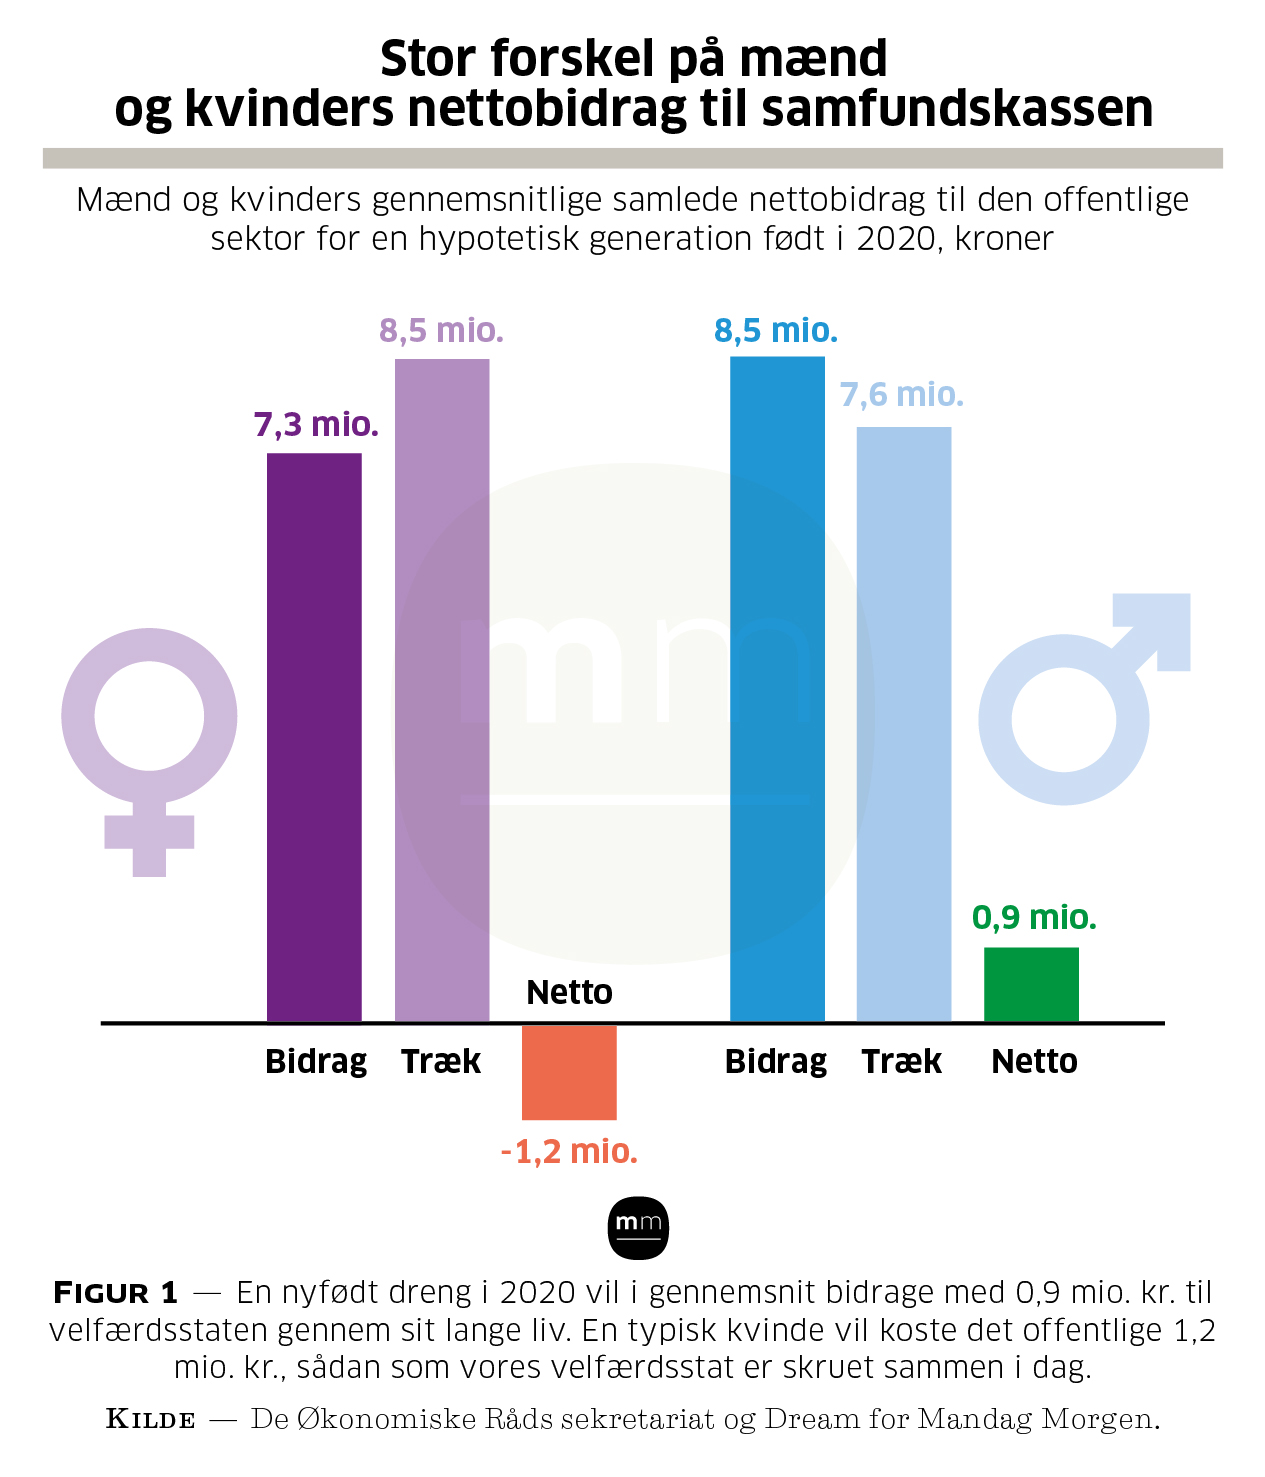 Stor forskel på mænd
og kvinders nettobidrag til samfundskassen
Mænd og kvinders gennemsnitlige samlede nettobidrag til den offentlige
sektor for en hypotetisk generation født i 2020, kroner
8,5 mio.
8,5 mio.
7,6 mio.
7,3 mio.
mm
0,9 mio.
Netto
Bidrag Træk
Bidrag Træk Netto
-1,2 mio.
mm
FIGUR 1 — En nyfødt dreng i 2020 vil i gennemsnit bidrage med 0,9 mio. kr. til
velfærdsstaten gennem sit lange liv. En typisk kvinde vil koste det offentlige 1,2
mio. kr., sådan som vores velfærdsstat er skruet sammen i dag.
KILDE — De Økonomiske Råds sekretariat og Dream for Mandag Morgen.